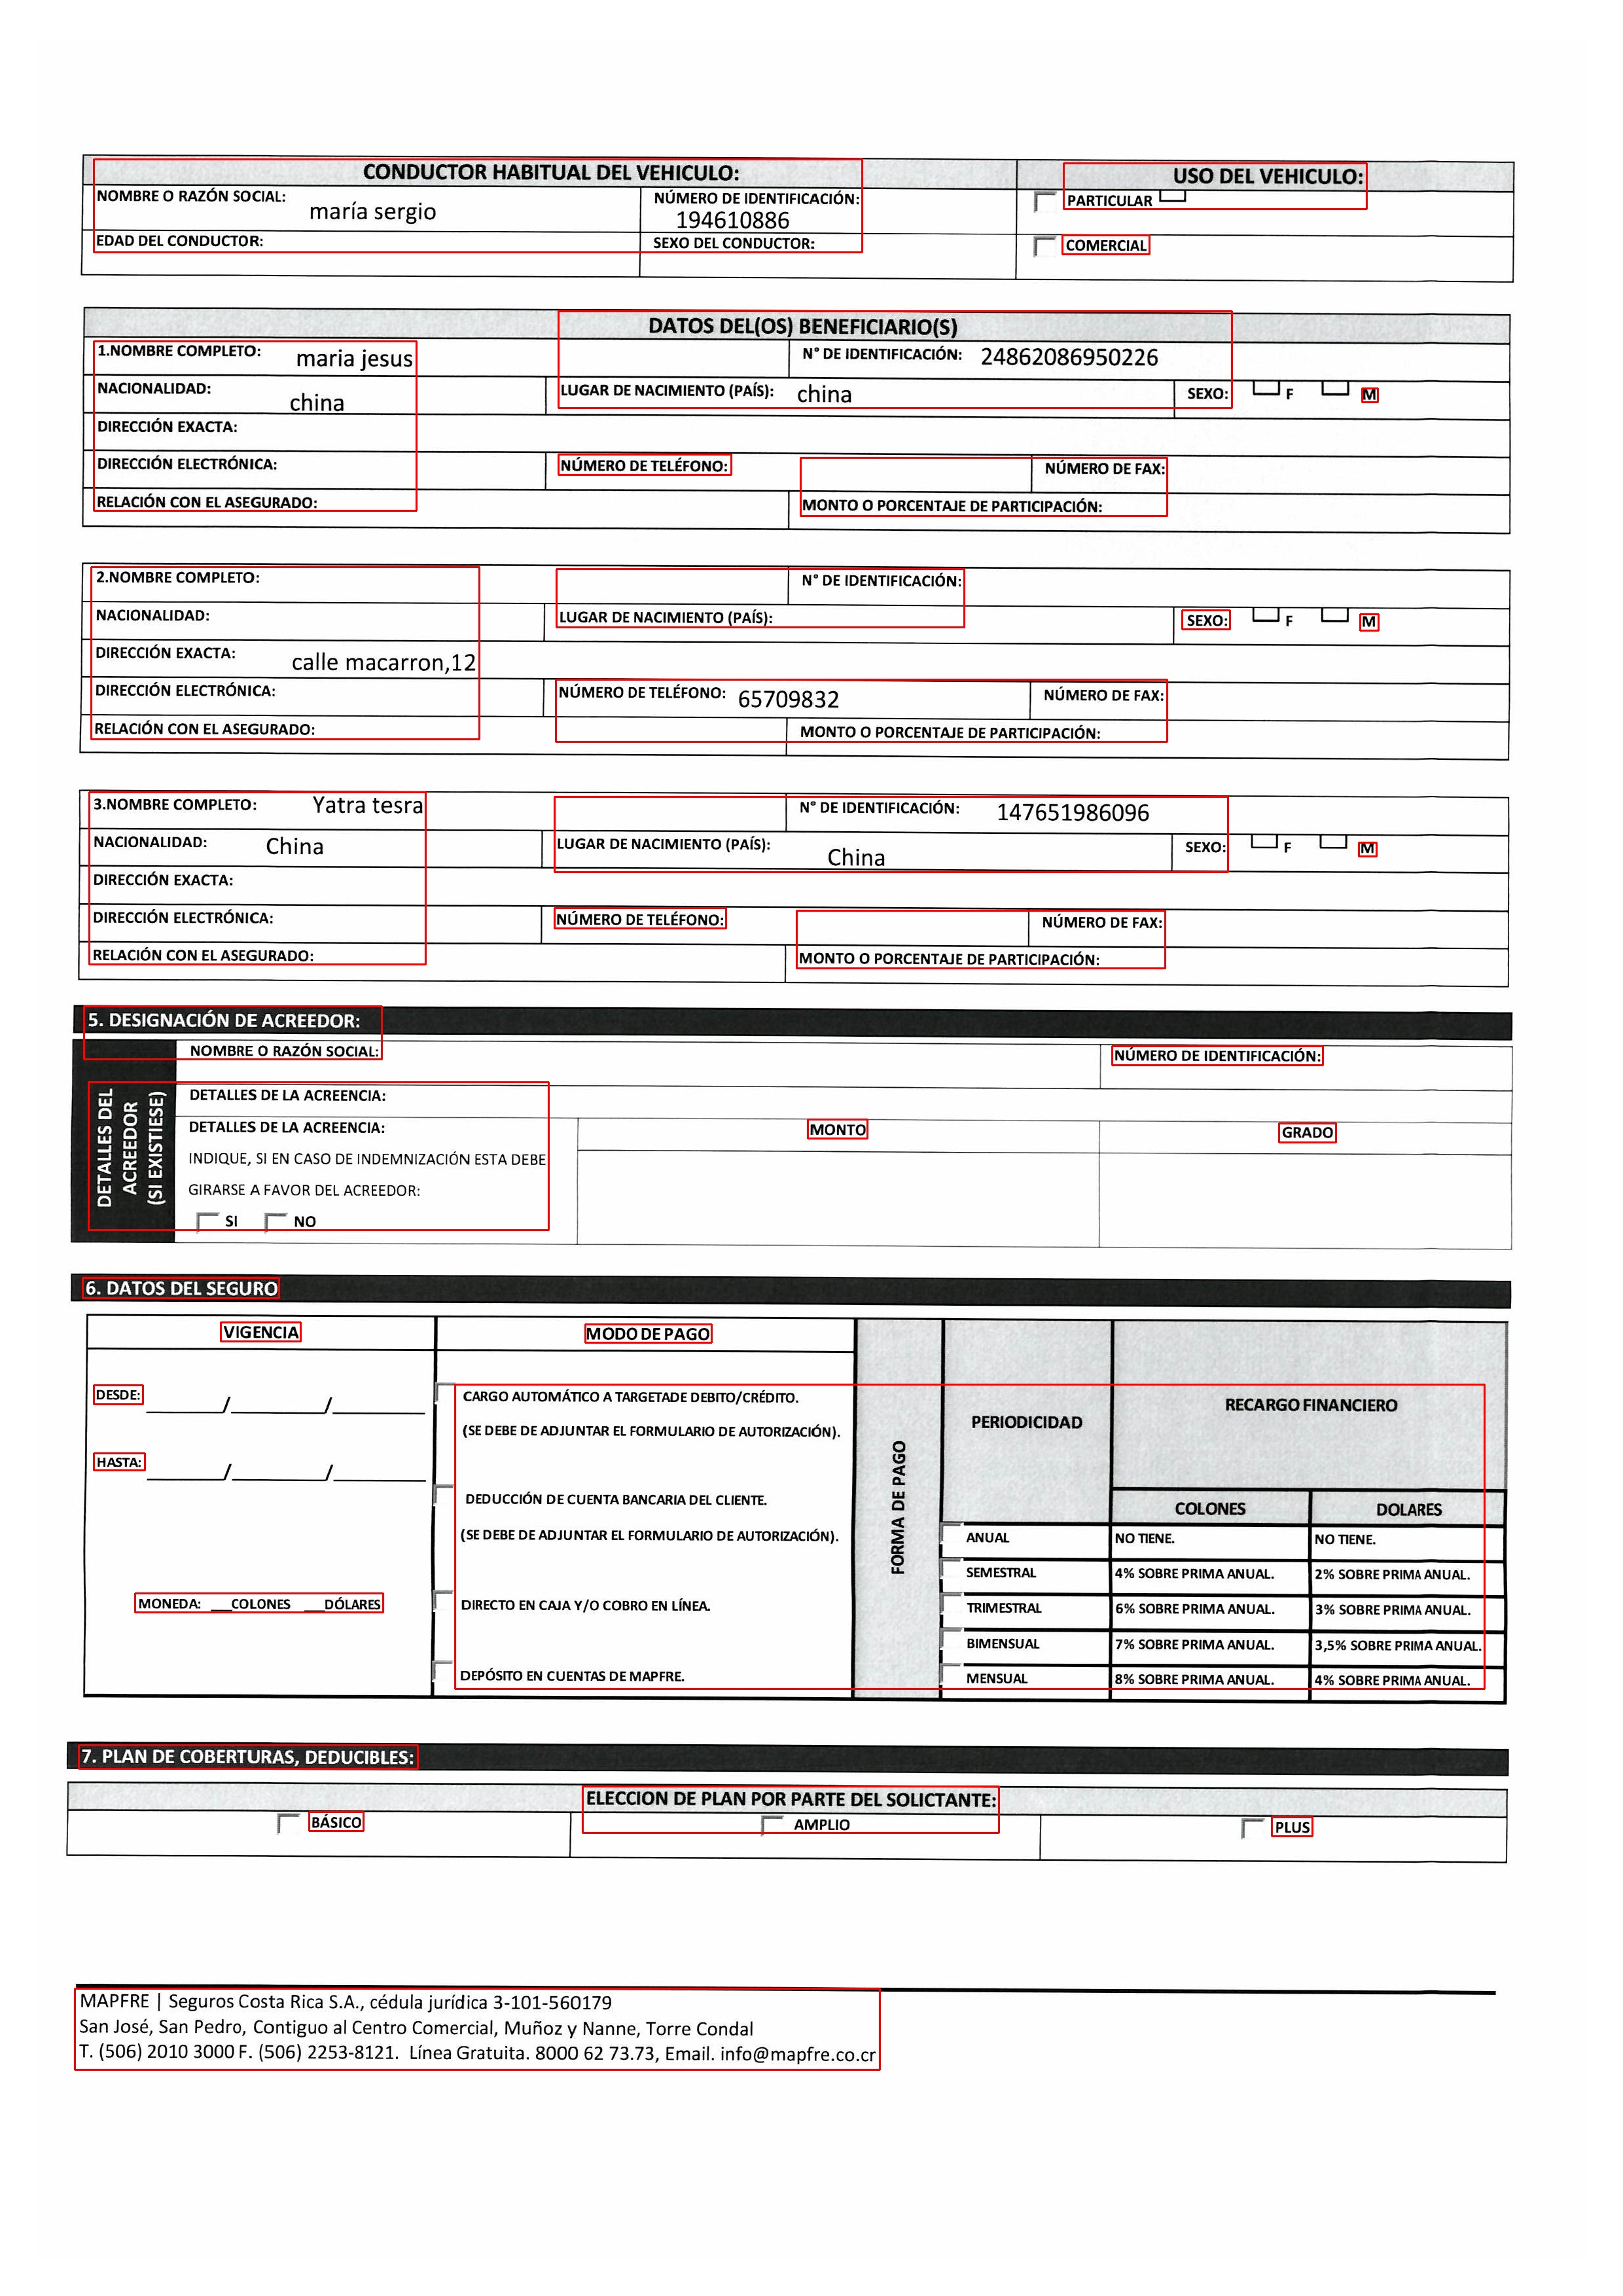 CONDUCTOR HABITUAL DEL VEHICULO: USO DEL VEHICULO:
NOMBRE O RAZÓN SOCIAL: maría sergio NÚMERO DE IDENTIFICACIÓN: 194610886 PARTICULAR
EDAD DEL CONDUCTOR: SEXO DEL CONDUCTOR: COMERCIAL
DATOS DEL(OS) BENEFICIARIO(S)
1.NOMBRE COMPLETO: maria jesus N° DE IDENTIFICACIÓN: 24862086950226
NACIONALIDAD: china LUGAR DE NACIMIENTO (PAÍS): china SEXO: F M
DIRECCIÓN EXACTA:
DIRECCIÓN ELECTRÓNICA: NÚMERO DE TELÉFONO: NÚMERO DE FAX:
RELACIÓN CON EL ASEGURADO: MONTO O PORCENTAJE DE PARTICIPACIÓN:
2.NOMBRE COMPLETO: N° DE IDENTIFICACIÓN:
NACIONALIDAD: LUGAR DE NACIMIENTO (PAÍS): SEXO: F M
DIRECCIÓN EXACTA: calle macarron,12
DIRECCIÓN ELECTRÓNICA: NÚMERO DE TELÉFONO: 65709832 NÚMERO DE FAX:
RELACIÓN CON EL ASEGURADO: MONTO O PORCENTAJE DE PARTICIPACIÓN:
3.NOMBRE COMPLETO: Yatra tesra N° DE IDENTIFICACIÓN: 147651986096
NACIONALIDAD: China LUGAR DE NACIMIENTO (PAÍS): China SEXO: F M
DIRECCIÓN EXACTA:
DIRECCIÓN ELECTRÓNICA: NÚMERO DE TELÉFONO: NÚMERO DE FAX:
RELACIÓN CON EL ASEGURADO: MONTO O PORCENTAJE DE PARTICIPACIÓN:
5. DESIGNACIÓN DE ACREEDOR:
DETALLES DEL
ACREEDOR
(SI EXISTIESE)
NOMBRE O RAZÓN SOCIAL: NÚMERO DE IDENTIFICACIÓN:
DETALLES DE LA ACREENCIA:
DETALLES DE LA ACREENCIA: MONTO GRADO
INDIQUE, SI EN CASO DE INDEMNIZACIÓN ESTA DEBE
GIRARSE A FAVOR DEL ACREEDOR:
SI NO
6. DATOS DEL SEGURO
VIGENCIA
DESDE: ___/___/___
HASTA: ___/___/___
MONEDA: __COLONES __DÓLARES
MODO DE PAGO
CARGO AUTOMÁTICO A TARGETADE DEBITO/CRÉDITO.
(SE DEBE DE ADJUNTAR EL FORMULARIO DE AUTORIZACIÓN).
DEDUCCIÓN DE CUENTA BANCARIA DEL CLIENTE.
(SE DEBE DE ADJUNTAR EL FORMULARIO DE AUTORIZACIÓN).
DIRECTO EN CAJA Y/O COBRO EN LÍNEA.
DEPÓSITO EN CUENTAS DE MAPFRE.
FORMA DE PAGO
PERIODICIDAD RECARGO FINANCIERO
COLONES DOLARES
ANUAL NO TIENE. NO TIENE.
SEMESTRAL 4% SOBRE PRIMA ANUAL. 2% SOBRE PRIMA ANUAL.
TRIMESTRAL 6% SOBRE PRIMA ANUAL. 3% SOBRE PRIMA ANUAL.
BIMENSUAL 7% SOBRE PRIMA ANUAL. 3,5% SOBRE PRIMA ANUAL.
MENSUAL 8% SOBRE PRIMA ANUAL. 4% SOBRE PRIMA ANUAL.
7. PLAN DE COBERTURAS, DEDUCIBLES:
ELECCION DE PLAN POR PARTE DEL SOLICTANTE:
BÁSICO AMPLIO PLUS
MAPFRE | Seguros Costa Rica S.A., cédula jurídica 3-101-560179
San José, San Pedro, Contiguo al Centro Comercial, Muñoz y Nanne, Torre Condal
T. (506) 2010 3000 F. (506) 2253-8121. Línea Gratuita. 8000 62 73.73, Email. info@mapfre.co.cr